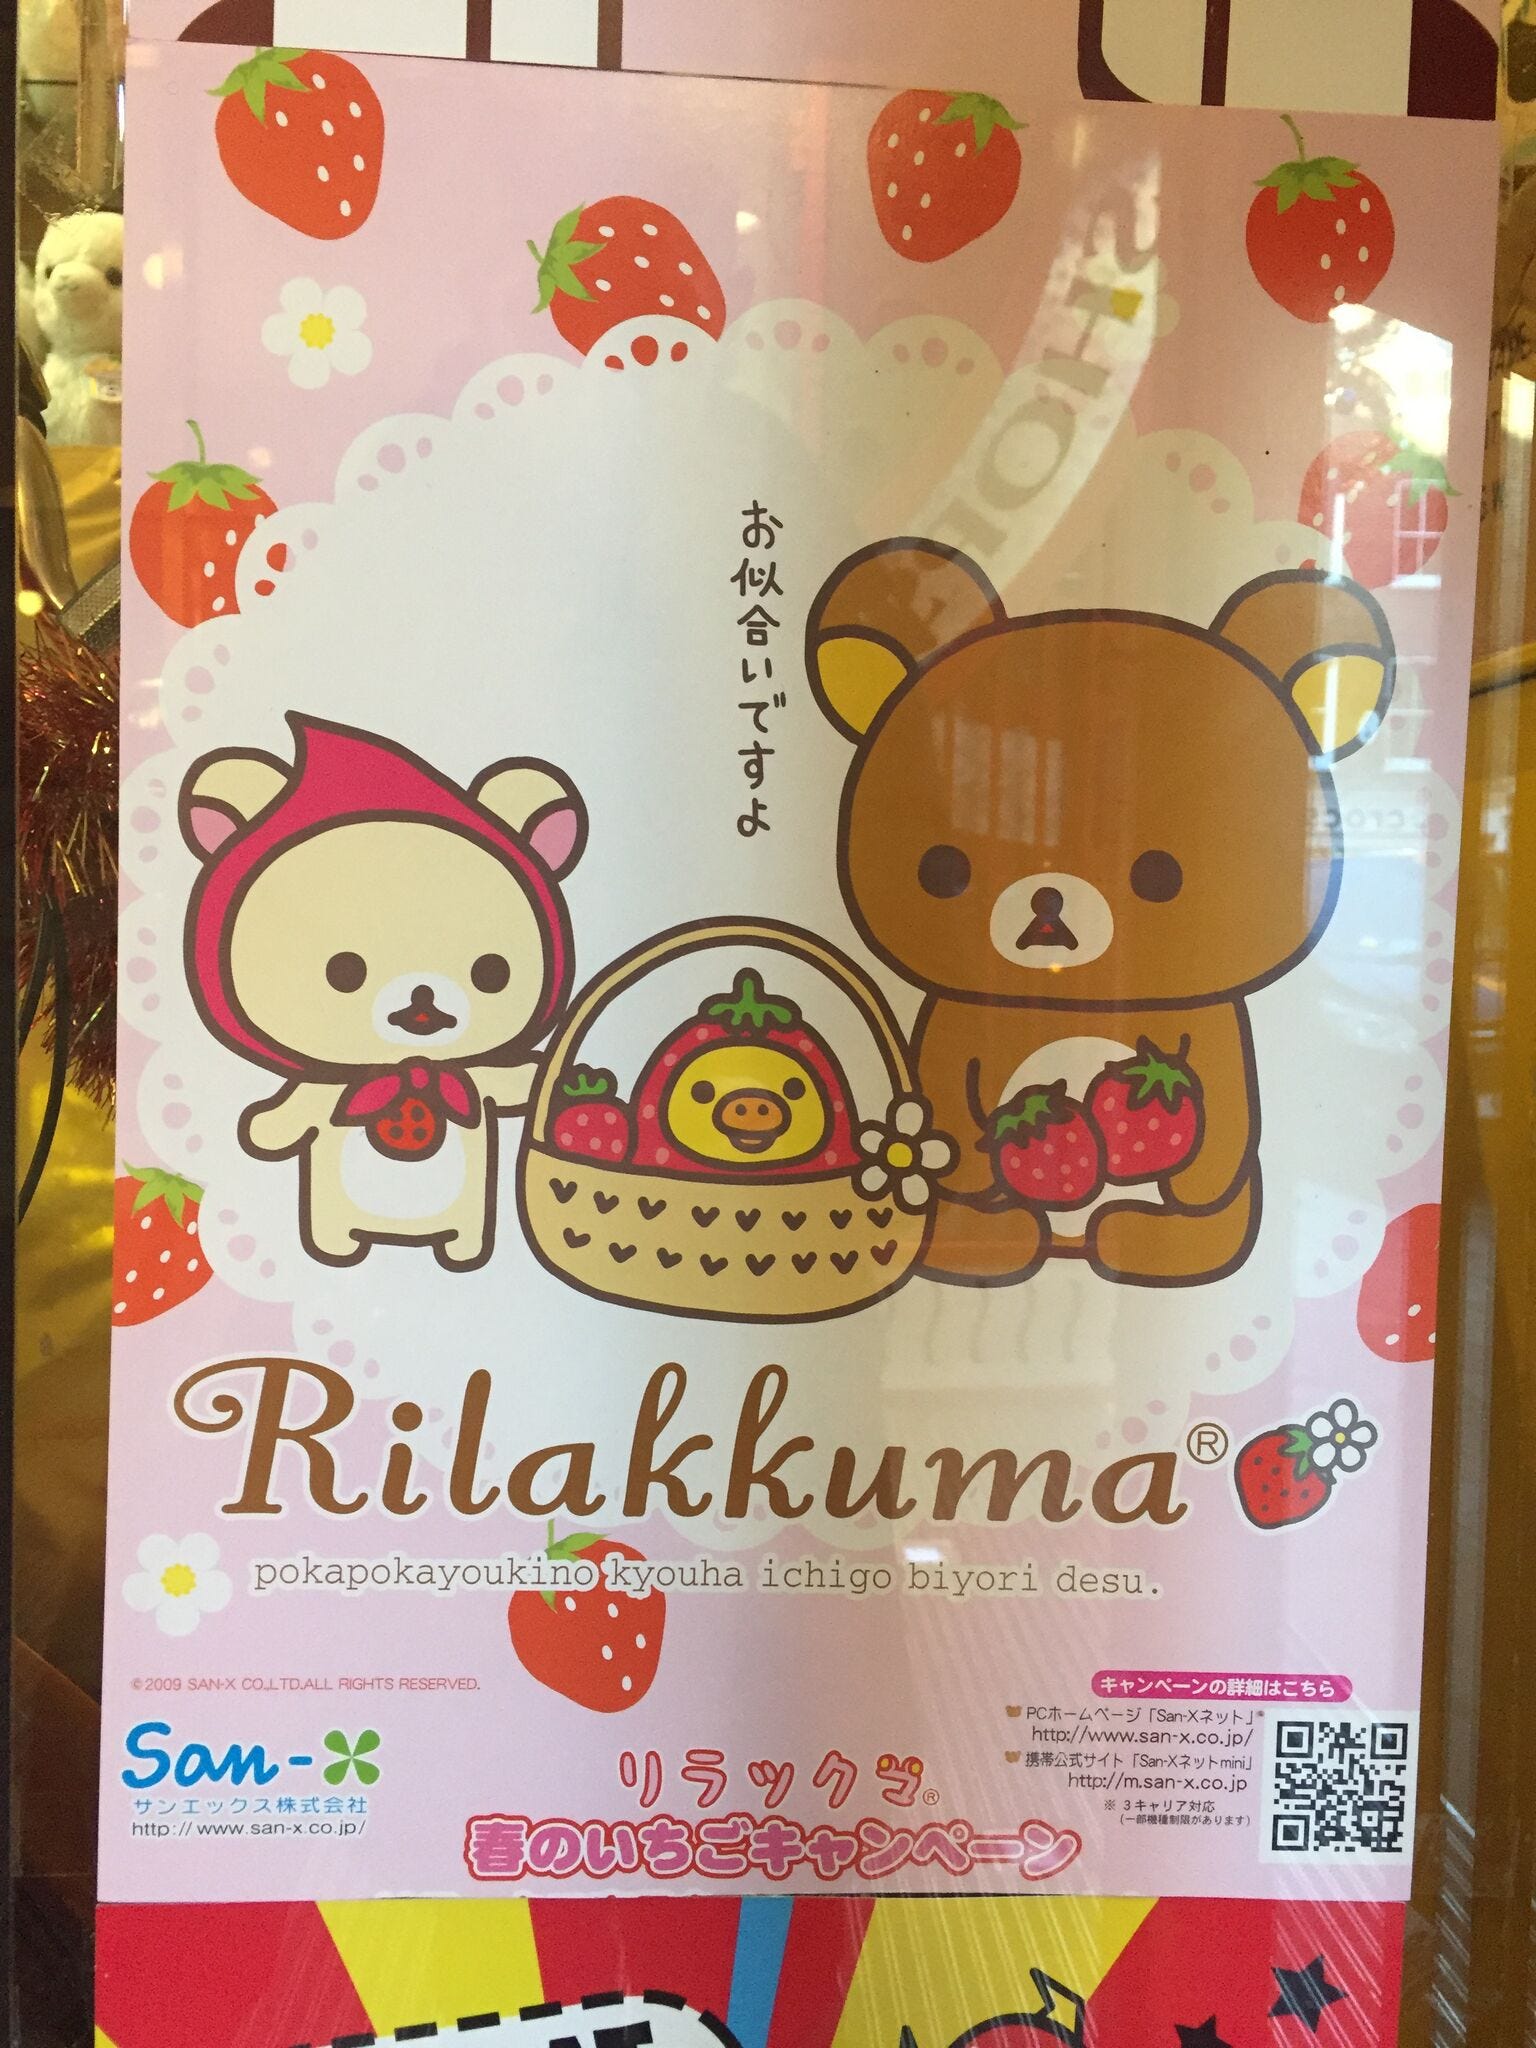 お似合いですよ
Rilakkuma®
pokapokayoukino kyouha ichigo biyori desu.
©2009 SAN-X CO.,LTD.ALL RIGHTS RESERVED.
San-X
サンエックス株式会社
http://www.san-x.co.jp/
リラックマ®
春のいちごキャンペーン
キャンペーンの詳細はこちら
PCホームページ「San-Xネット」
http://www.san-x.co.jp/
携帯公式サイト「San-Xネットmini」
http://m.san-x.co.jp
※ 3キャリア対応
(一部機種制限があります)